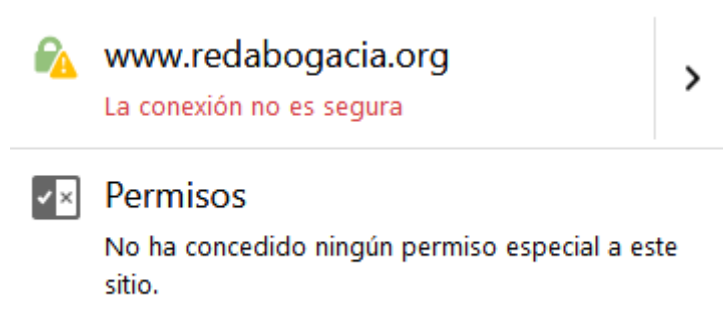 www.redabogacia.org
La conexión no es segura
Permisos
No ha concedido ningún permiso especial a este
sitio.